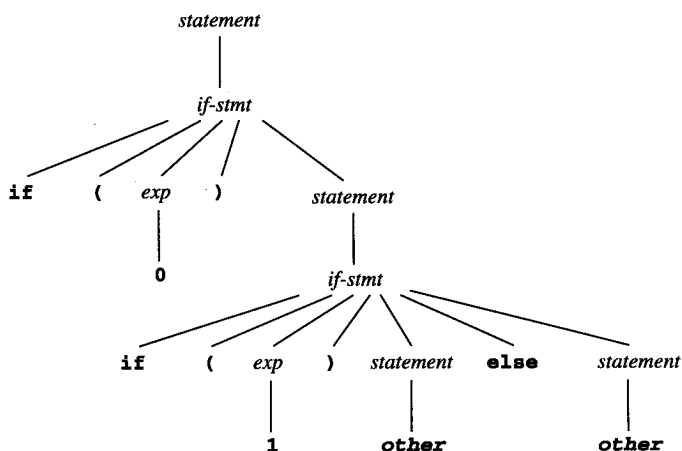 statement
if-stmt
if ( exp ) statement
0
if-stmt
if ( exp ) statement else statement
1 other other